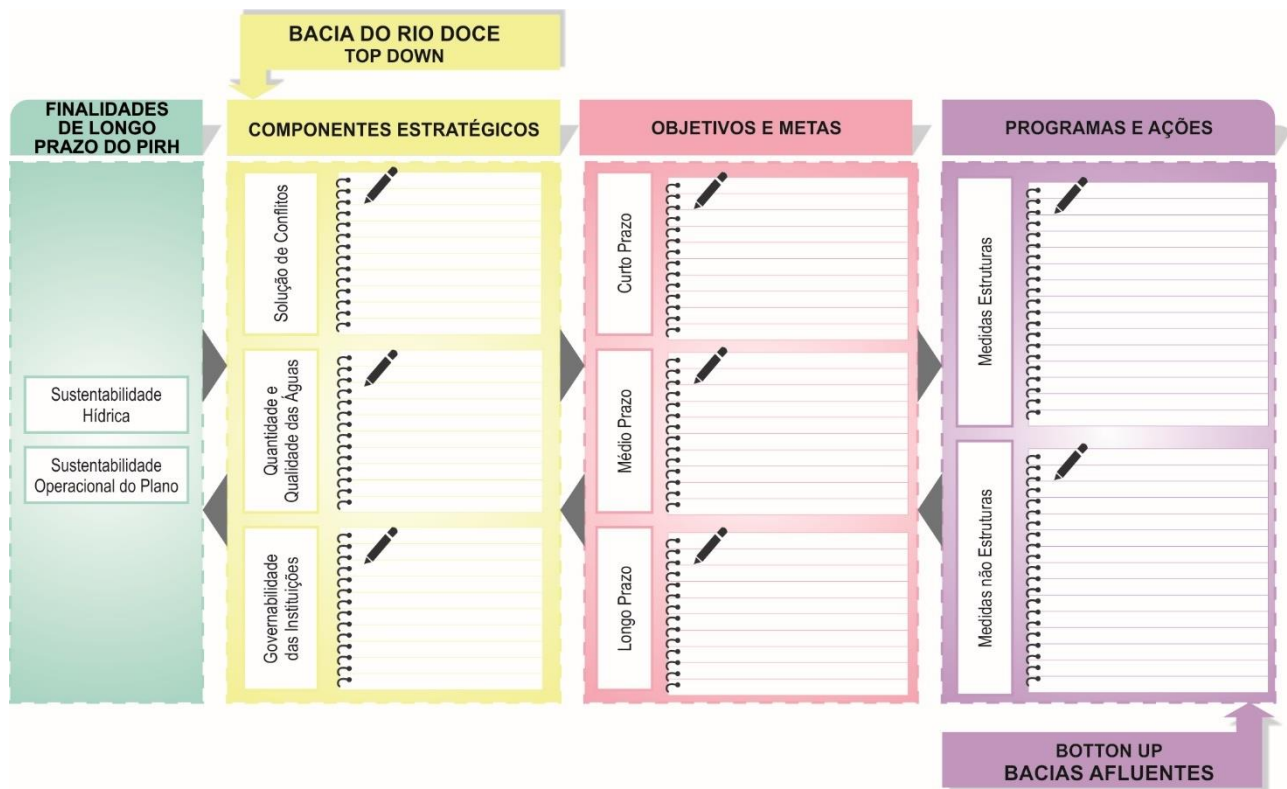 BACIA DO RIO DOCE
TOP DOWN
FINALIDADES
DE LONGO
PRAZO DO PIRH
COMPONENTES ESTRATÉGICOS
OBJETIVOS E METAS
PROGRAMAS E AÇÕES
Sustentabilidade
Hídrica
Sustentabilidade
Operacional do Plano
Solução de Conflitos
Quantidade e
Qualidade das Águas
Governabilidade
das Instituições
Curto Prazo
Médio Prazo
Longo Prazo
Medidas Estruturas
Medidas não Estruturas
BOTTON UP
BACIAS AFLUENTES